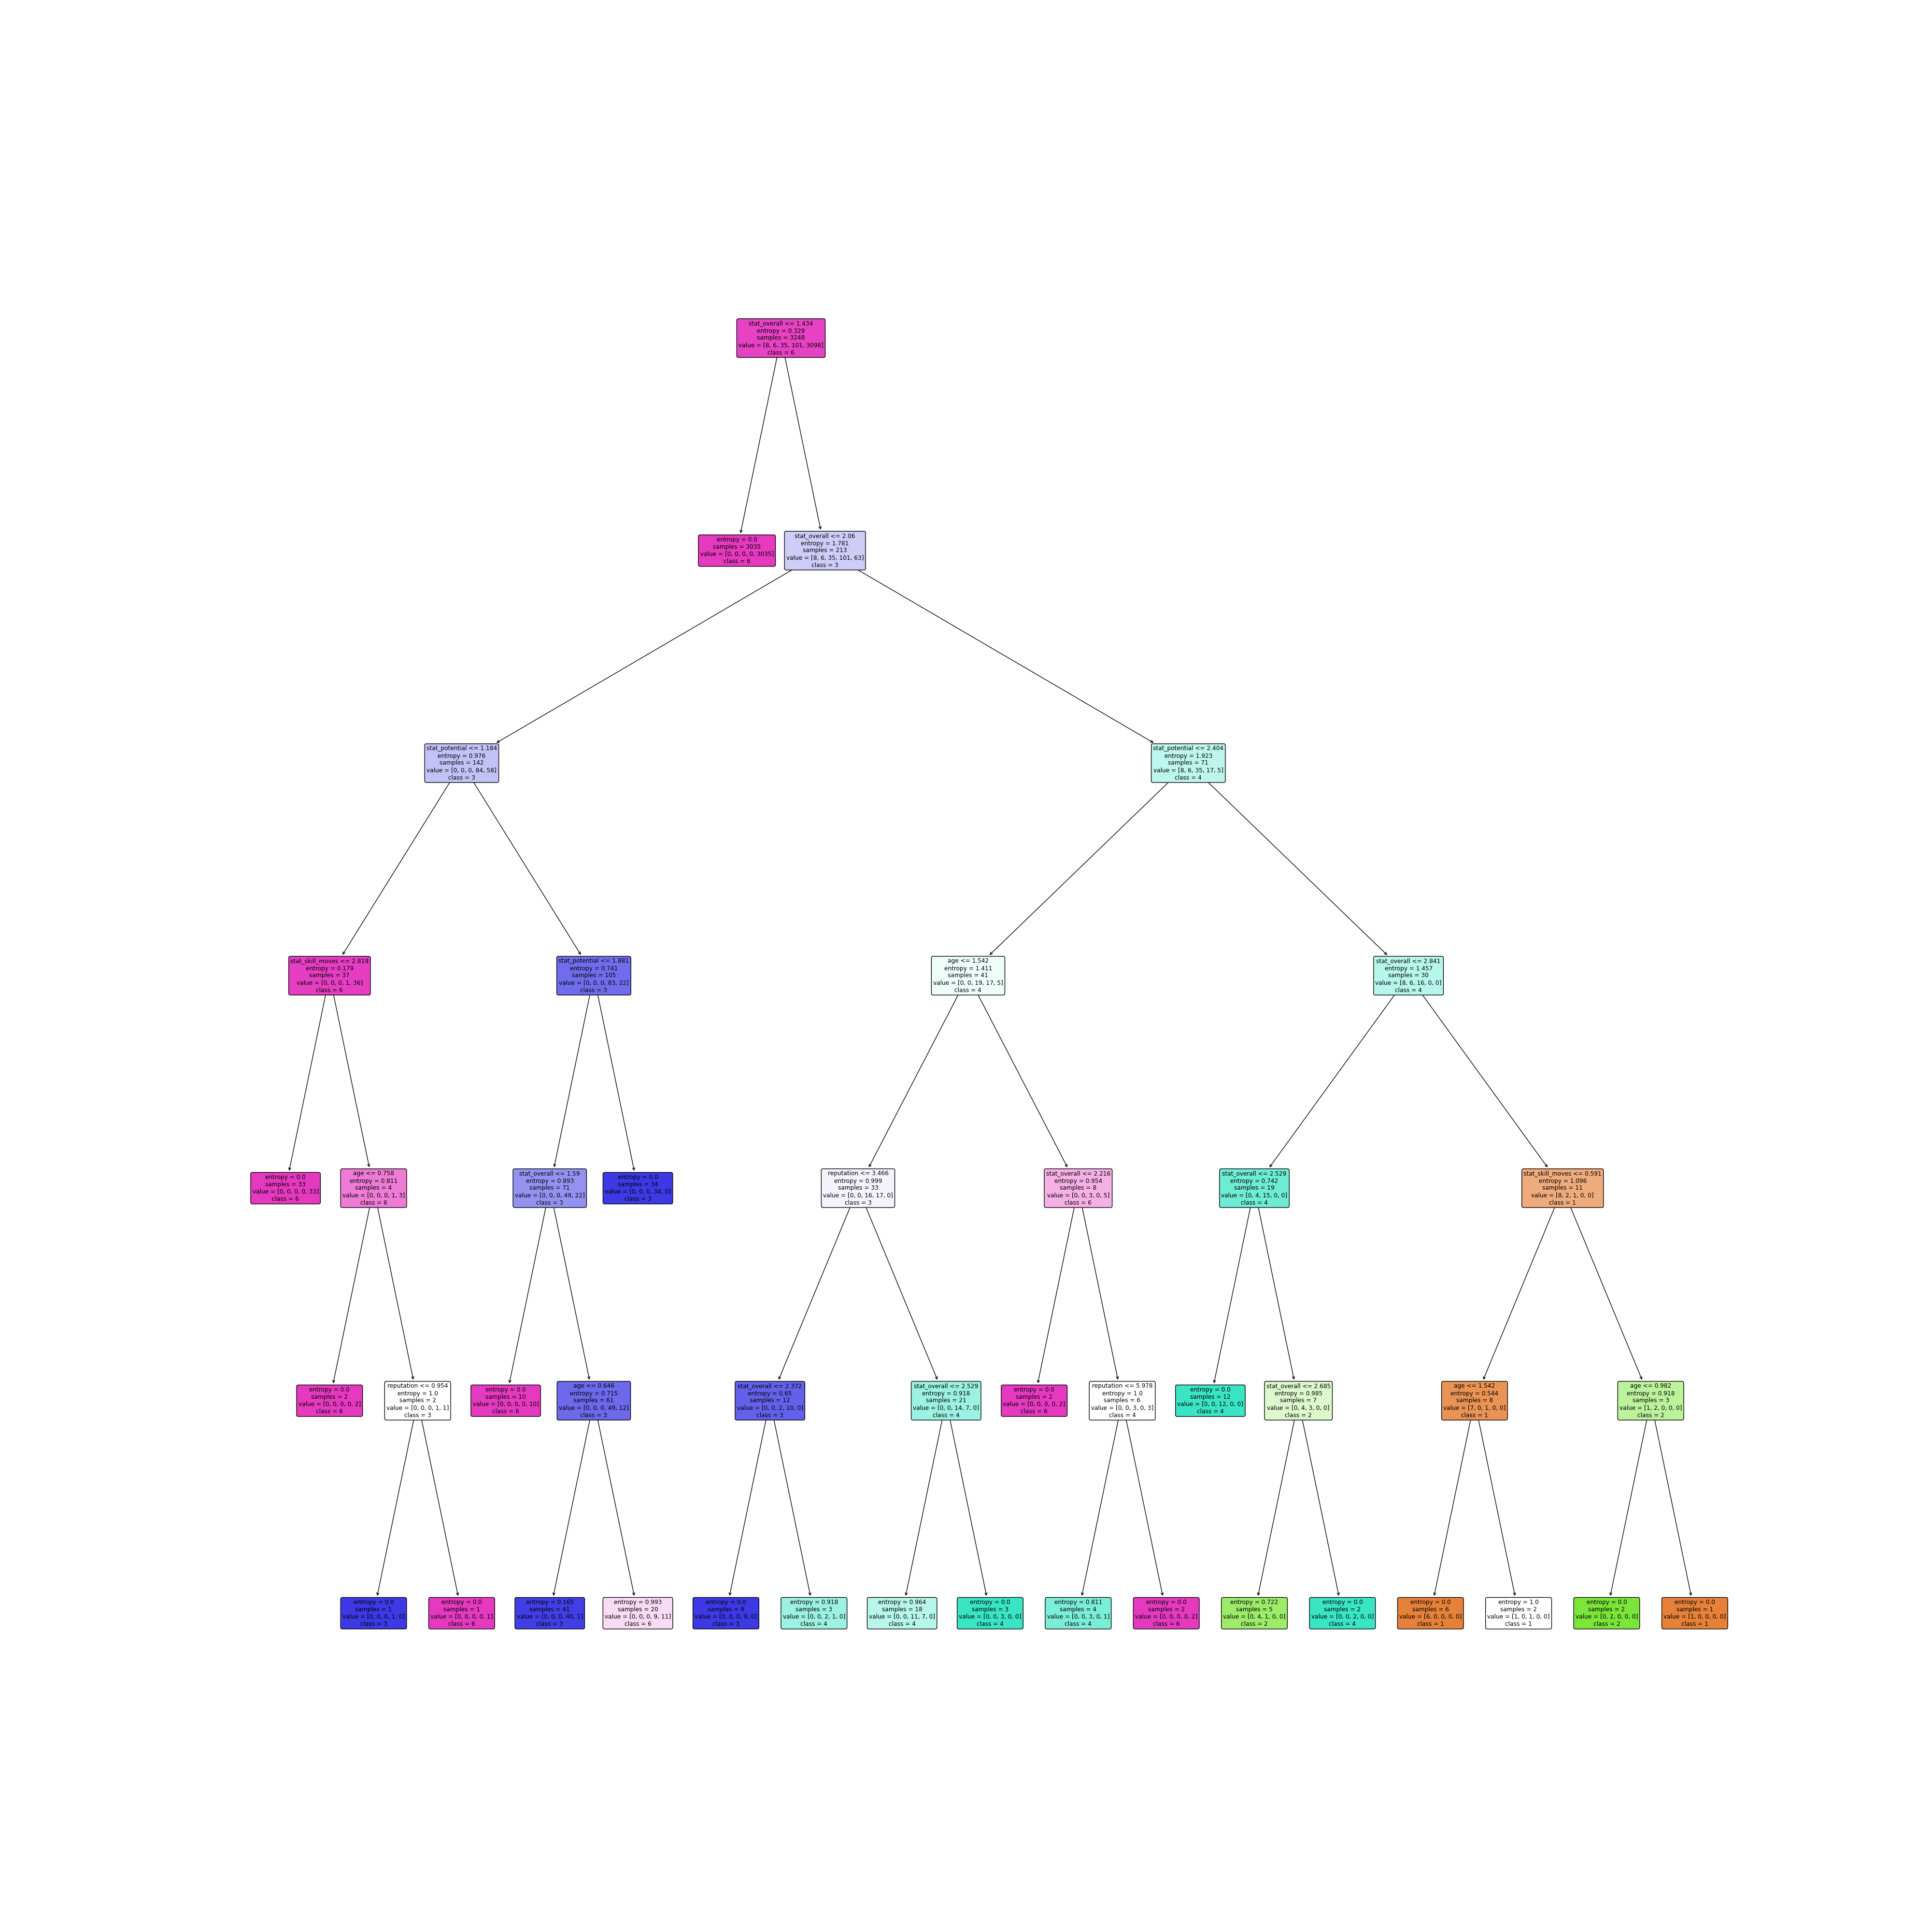 stat_overall <= 1.434
entropy = 0.329
samples = 3248
value = [8, 6, 35, 101, 3098]
class = 6
entropy = 0.0
samples = 3035
value = [0, 0, 0, 0, 3035]
class = 6
stat_overall <= 2.06
entropy = 1.781
samples = 213
value = [8, 6, 35, 101, 63]
class = 3
stat_potential <= 1.184
entropy = 0.976
samples = 142
value = [0, 0, 0, 84, 58]
class = 3
stat_potential <= 2.404
entropy = 1.923
samples = 71
value = [8, 6, 35, 17, 5]
class = 4
stat_skill_moves <= 2.819
entropy = 0.179
samples = 37
value = [0, 0, 0, 1, 36]
class = 6
stat_potential <= 1.881
entropy = 0.741
samples = 105
value = [0, 0, 0, 83, 22]
class = 3
age <= 1.542
entropy = 1.411
samples = 41
value = [0, 0, 19, 17, 5]
class = 4
stat_overall <= 2.841
entropy = 1.457
samples = 30
value = [8, 6, 16, 0, 0]
class = 4
entropy = 0.0
samples = 33
value = [0, 0, 0, 0, 33]
class = 6
age <= 0.758
entropy = 0.811
samples = 4
value = [0, 0, 0, 1, 3]
class = 6
stat_overall <= 1.59
entropy = 0.893
samples = 71
value = [0, 0, 0, 49, 22]
class = 3
entropy = 0.0
samples = 34
value = [0, 0, 0, 34, 0]
class = 3
reputation <= 3.466
entropy = 0.999
samples = 33
value = [0, 0, 16, 17, 0]
class = 3
stat_overall <= 2.216
entropy = 0.954
samples = 8
value = [0, 0, 3, 0, 5]
class = 6
stat_overall <= 2.529
entropy = 0.742
samples = 19
value = [0, 4, 15, 0, 0]
class = 4
stat_skill_moves <= 0.591
entropy = 1.096
samples = 11
value = [8, 2, 1, 0, 0]
class = 1
entropy = 0.0
samples = 2
value = [0, 0, 0, 0, 2]
class = 6
reputation <= 0.954
entropy = 1.0
samples = 2
value = [0, 0, 0, 1, 1]
class = 3
entropy = 0.0
samples = 10
value = [0, 0, 0, 0, 10]
class = 6
age <= 0.646
entropy = 0.715
samples = 61
value = [0, 0, 0, 49, 12]
class = 3
stat_overall <= 2.372
entropy = 0.65
samples = 12
value = [0, 0, 2, 10, 0]
class = 3
stat_overall <= 2.529
entropy = 0.918
samples = 21
value = [0, 0, 14, 7, 0]
class = 4
entropy = 0.0
samples = 2
value = [0, 0, 0, 0, 2]
class = 6
reputation <= 5.978
entropy = 1.0
samples = 6
value = [0, 0, 3, 0, 3]
class = 4
entropy = 0.0
samples = 12
value = [0, 0, 12, 0, 0]
class = 4
stat_overall <= 2.685
entropy = 0.985
samples = 7
value = [0, 4, 3, 0, 0]
class = 2
age <= 1.542
entropy = 0.544
samples = 8
value = [7, 0, 1, 0, 0]
class = 1
age <= 0.982
entropy = 0.918
samples = 3
value = [1, 2, 0, 0, 0]
class = 2
entropy = 0.0
samples = 1
value = [0, 0, 0, 1, 0]
class = 3
entropy = 0.0
samples = 1
value = [0, 0, 0, 0, 1]
class = 6
entropy = 0.165
samples = 41
value = [0, 0, 0, 40, 1]
class = 3
entropy = 0.993
samples = 20
value = [0, 0, 0, 9, 11]
class = 6
entropy = 0.0
samples = 9
value = [0, 0, 0, 9, 0]
class = 3
entropy = 0.918
samples = 3
value = [0, 0, 2, 1, 0]
class = 4
entropy = 0.964
samples = 18
value = [0, 0, 11, 7, 0]
class = 4
entropy = 0.0
samples = 3
value = [0, 0, 3, 0, 0]
class = 4
entropy = 0.811
samples = 4
value = [0, 0, 3, 0, 1]
class = 4
entropy = 0.0
samples = 2
value = [0, 0, 0, 0, 2]
class = 6
entropy = 0.722
samples = 5
value = [0, 4, 1, 0, 0]
class = 2
entropy = 0.0
samples = 2
value = [0, 0, 2, 0, 0]
class = 4
entropy = 0.0
samples = 6
value = [6, 0, 0, 0, 0]
class = 1
entropy = 1.0
samples = 2
value = [1, 0, 1, 0, 0]
class = 1
entropy = 0.0
samples = 2
value = [0, 2, 0, 0, 0]
class = 2
entropy = 0.0
samples = 1
value = [1, 0, 0, 0, 0]
class = 1